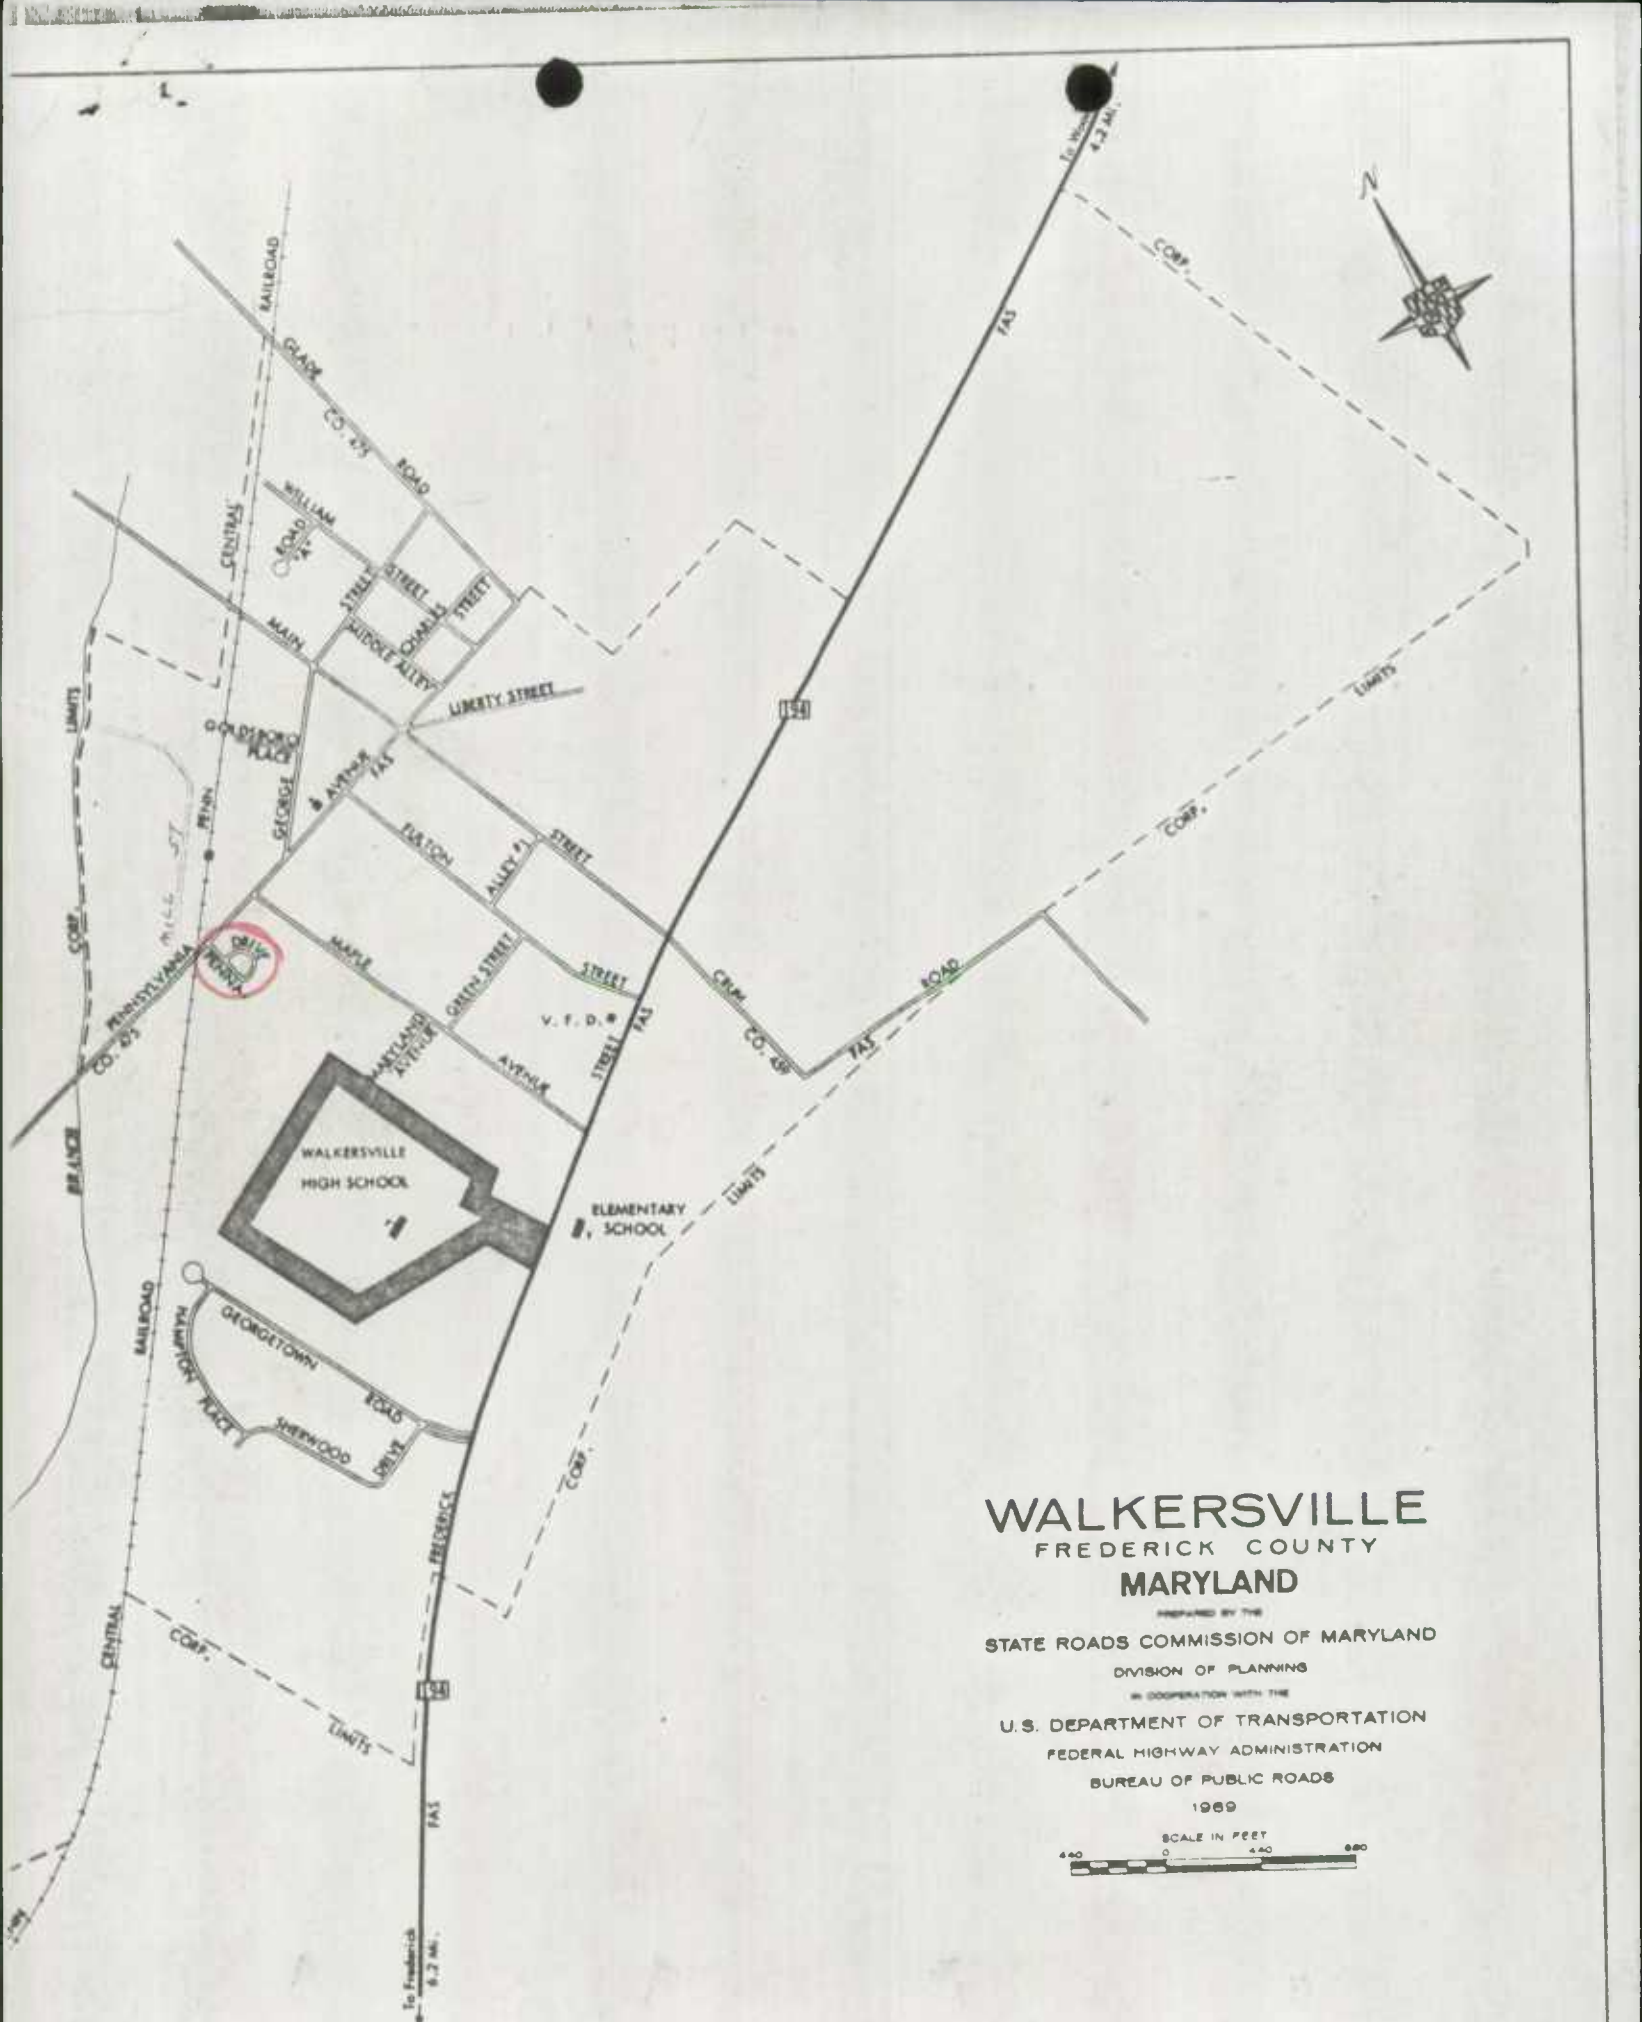 To
4.2 Mi.
N
CORP.
RAILROAD
FAS
GLADE
CO. 475
ROAD
WILLIAM
ROAD
"A"
CENTRAL
STREET
STREET
CHARLES
STREET
MAIN
MIDDLE ALLEY
LIBERTY STREET
LIMITS
LIMITS
194
GOLDSBORO
PLACE
AVENUE
FAS
GEORGE
PENN
CORP.
FULTON
ALLEY #1
STREET
MILL ST
CORP.
DRIVE
PENNA.
MAPLE
GREEN STREET
STREET
CRUM
ROAD
PENNSYLVANIA
CO. 475
V. F. D.
FAS
STREET
CO. 459
FAS
MARYLAND
AVENUE
AVENUE
BRANCH
WALKERSVILLE
HIGH SCHOOL
LIMITS
ELEMENTARY
SCHOOL
RAILROAD
HAMPTON PLACE
GEORGETOWN
ROAD
SHERWOOD
DRIVE
CORP.
FREDERICK
CENTRAL
CORP.
LIMITS
194
FAS
To Frederick
6.2 Mi.
WALKERSVILLE
FREDERICK COUNTY
MARYLAND
PREPARED BY THE
STATE ROADS COMMISSION OF MARYLAND
DIVISION OF PLANNING
IN COOPERATION WITH THE
U.S. DEPARTMENT OF TRANSPORTATION
FEDERAL HIGHWAY ADMINISTRATION
BUREAU OF PUBLIC ROADS
1969
SCALE IN FEET
440 0 440 880